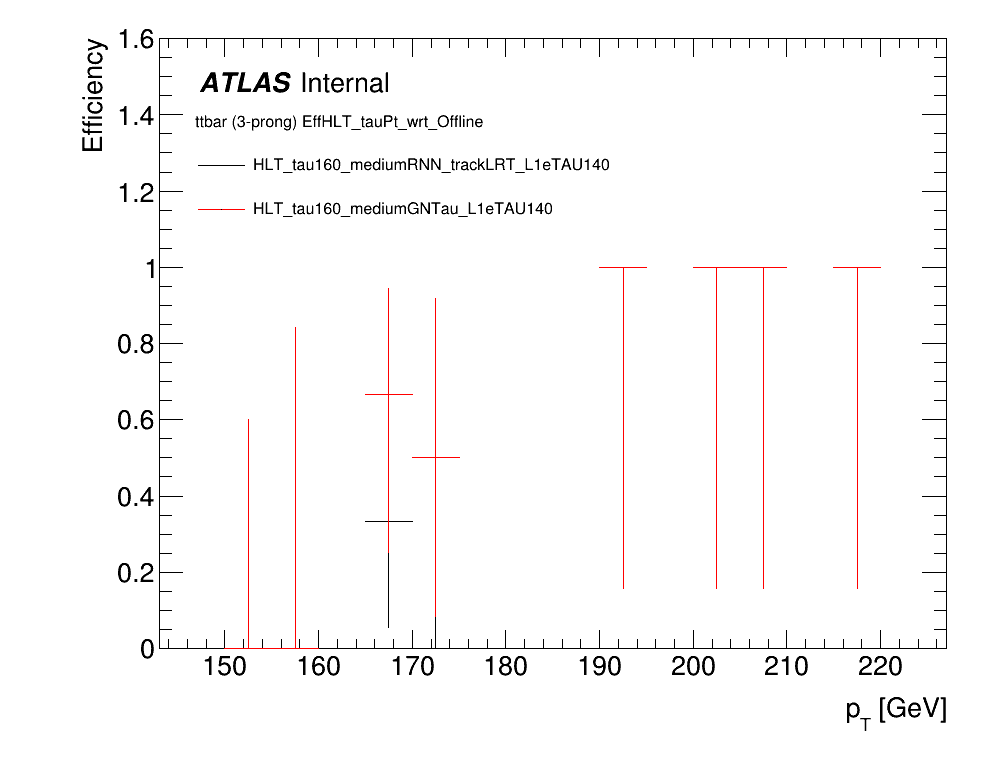 1.6
1.4
1.2
1
0.8
0.6
0.4
0.2
0
Efficiency
ATLAS Internal
ttbar (3-prong) EffHLT_tauPt_wrt_Offline
HLT_tau160_mediumRNN_trackLRT_L1eTAU140
HLT_tau160_mediumGNTau_L1eTAU140
150 160 170 180 190 200 210 220
p_T [GeV]